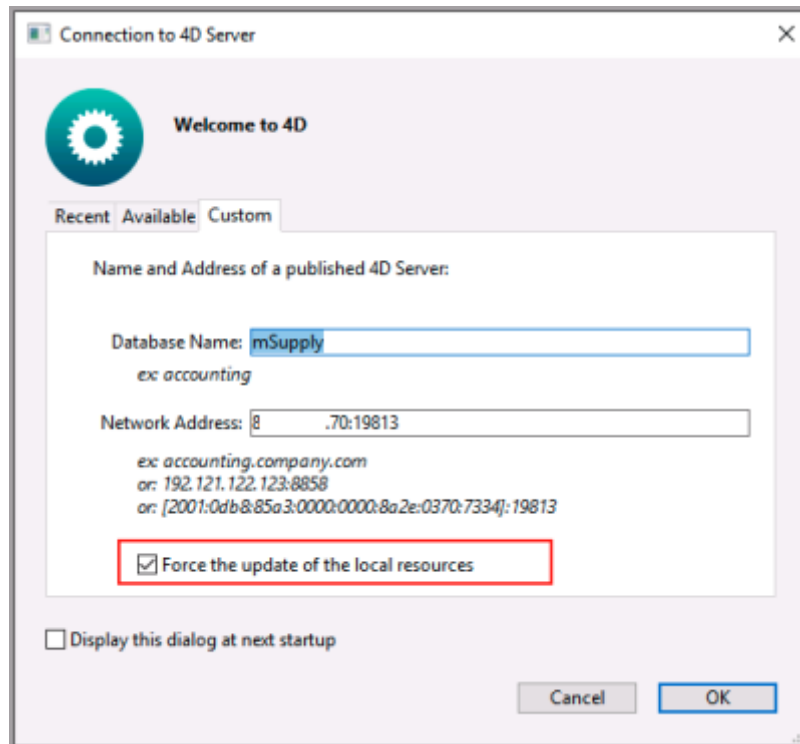 Connection to 4D Server
Welcome to 4D
Recent Available Custom
Name and Address of a published 4D Server:
Database Name: mSupply
ex: accounting
Network Address: 8 .70:19813
ex: accounting.company.com
or: 192.121.122.123:8858
or: [2001:0db8:85a3:0000:0000:8a2e:0370:7334]:19813
Force the update of the local resources
Display this dialog at next startup
Cancel OK